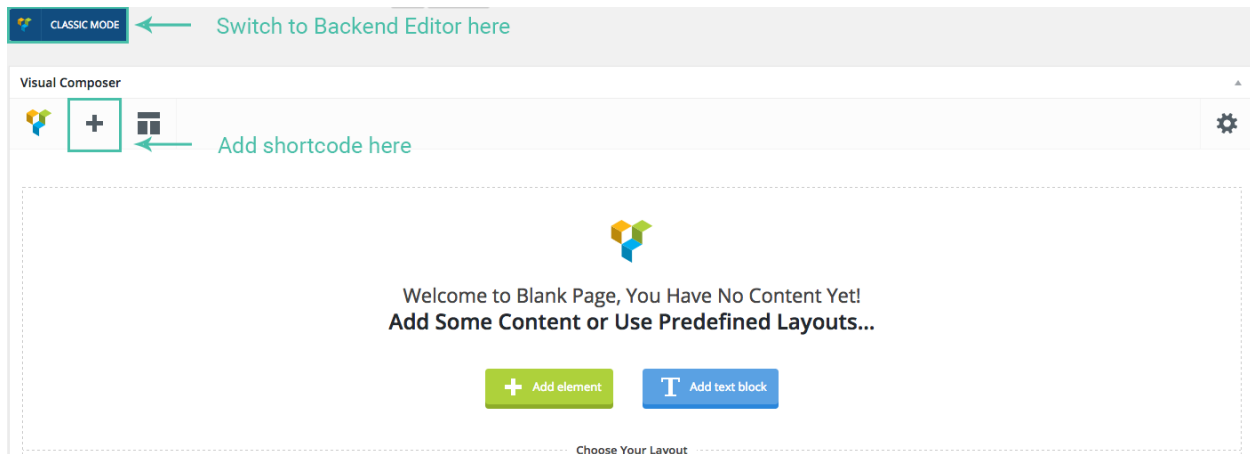 CLASSIC MODE
Switch to Backend Editor here
Visual Composer
Add shortcode here
Welcome to Blank Page, You Have No Content Yet!
Add Some Content or Use Predefined Layouts...
Add element
Add text block
Choose Your Layout